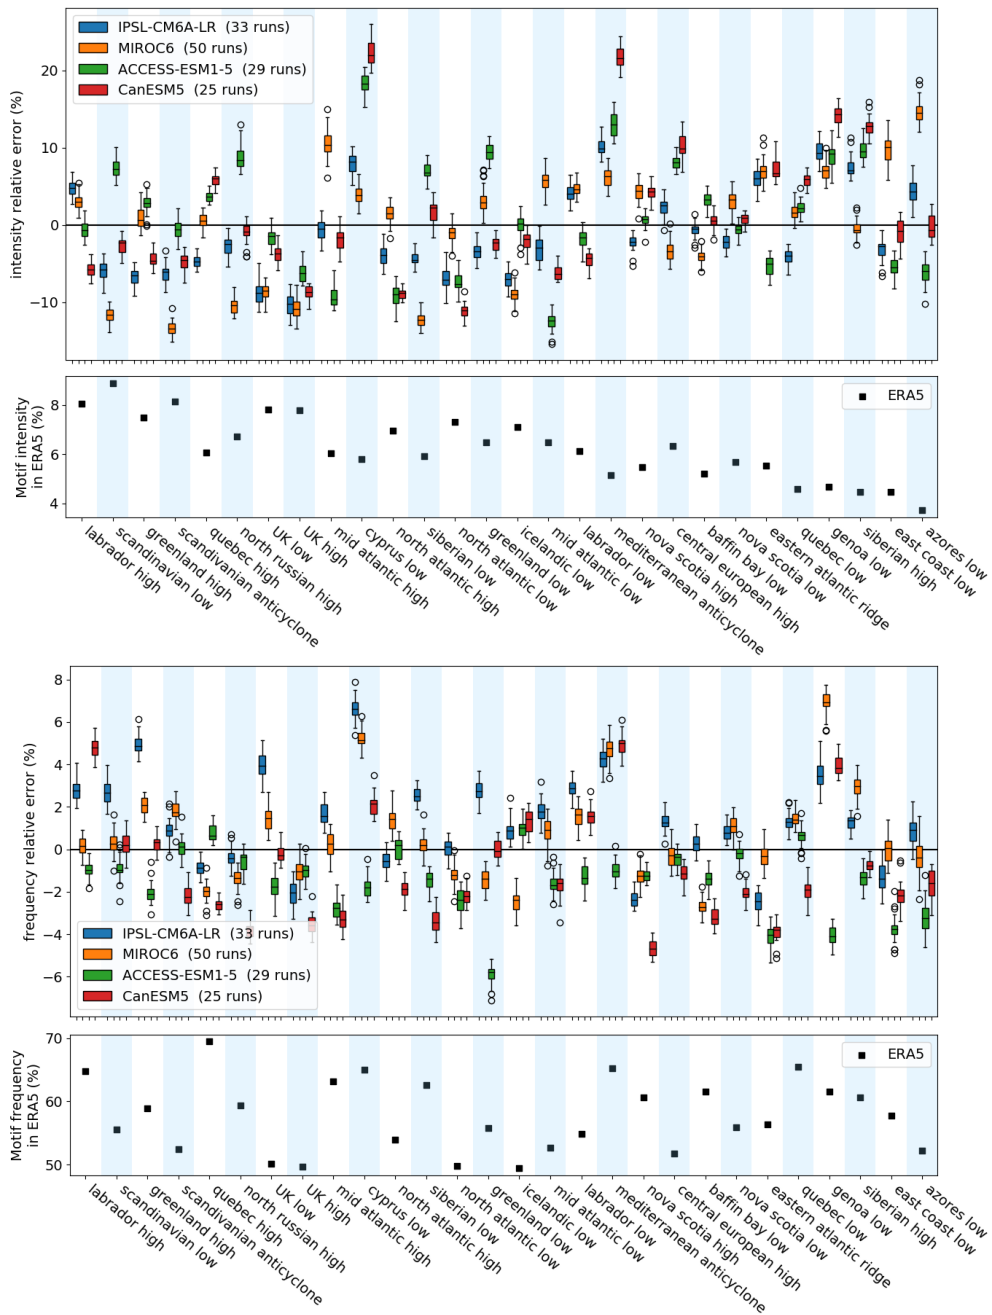 IPSL-CM6A-LR (33 runs)
MIROC6 (50 runs)
ACCESS-ESM1-5 (29 runs)
CanESM5 (25 runs)
intensity relative error (%)
20
10
0
−10
Motif intensity
in ERA5 (%)
8
6
4
ERA5
labrador high
scandinavian low
greenland high
scandivanian anticyclone
quebec high
north russian high
UK low
UK high
mid atlantic high
cyprus low
north atlantic high
siberian low
north atlantic low
greenland low
icelandic low
mid atlantic low
labrador low
mediterranean anticyclone
nova scotia high
central european high
baffin bay low
nova scotia low
eastern atlantic ridge
quebec low
genoa low
siberian high
east coast low
azores low
frequency relative error (%)
8
6
4
2
0
−2
−4
−6
IPSL-CM6A-LR (33 runs)
MIROC6 (50 runs)
ACCESS-ESM1-5 (29 runs)
CanESM5 (25 runs)
Motif frequency
in ERA5 (%)
70
60
50
ERA5
labrador high
scandinavian low
greenland high
scandivanian anticyclone
quebec high
north russian high
UK low
UK high
mid atlantic high
cyprus low
north atlantic high
siberian low
north atlantic low
greenland low
icelandic low
mid atlantic low
labrador low
mediterranean anticyclone
nova scotia high
central european high
baffin bay low
nova scotia low
eastern atlantic ridge
quebec low
genoa low
siberian high
east coast low
azores low